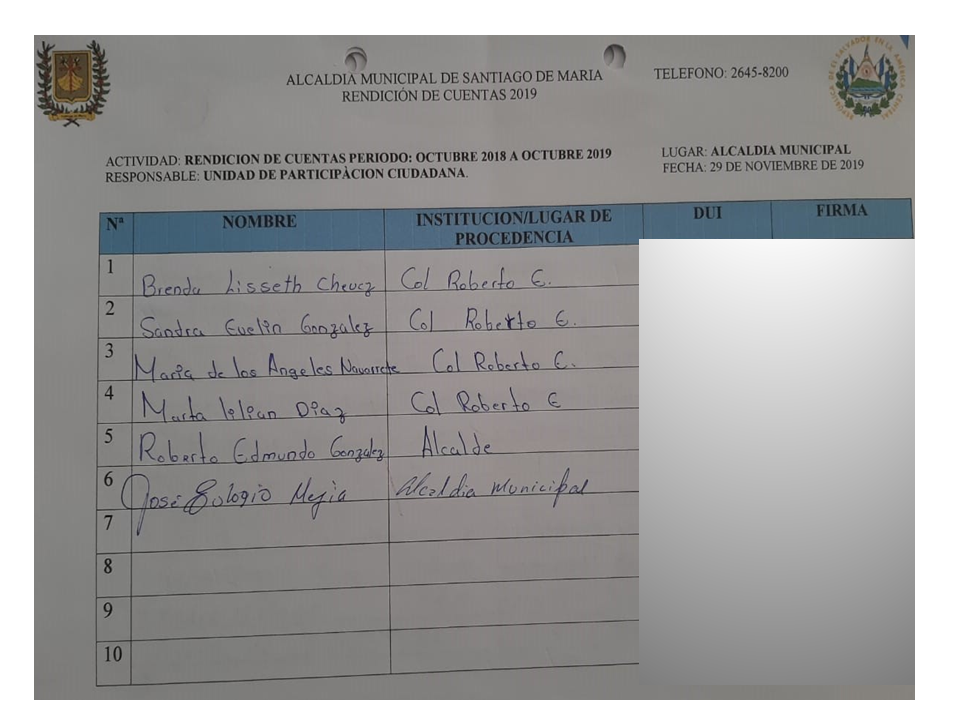 ALCALDIA MUNICIPAL DE SANTIAGO DE MARIA
RENDICIÓN DE CUENTAS 2019
TELEFONO: 2645-8200
ACTIVIDAD: RENDICION DE CUENTAS PERIODO: OCTUBRE 2018 A OCTUBRE 2019
RESPONSABLE: UNIDAD DE PARTICIPÀCION CIUDADANA.
LUGAR: ALCALDIA MUNICIPAL
FECHA: 29 DE NOVIEMBRE DE 2019
Nª NOMBRE INSTITUCION/LUGAR DE PROCEDENCIA DUI FIRMA
1 Brenda Lisseth Chevez Col Roberto E.
2 Sandra Evelin Gonzalez Col Roberto E.
3 Maria de los Angeles Navarrete Col Roberto E.
4 Marta lilian Diaz Col Roberto E
5 Roberto Edmundo Gonzalez Alcalde
6 José Eulogio Mejia Alcaldia Municipal
7
8
9
10